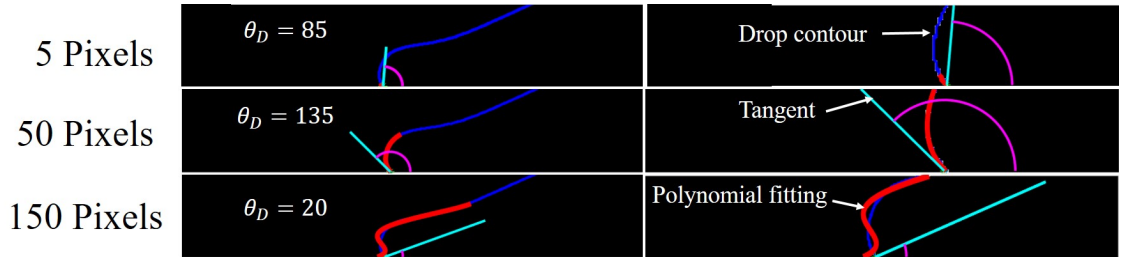 5 Pixels
θ_D = 85
Drop contour
50 Pixels
θ_D = 135
Tangent
150 Pixels
θ_D = 20
Polynomial fitting